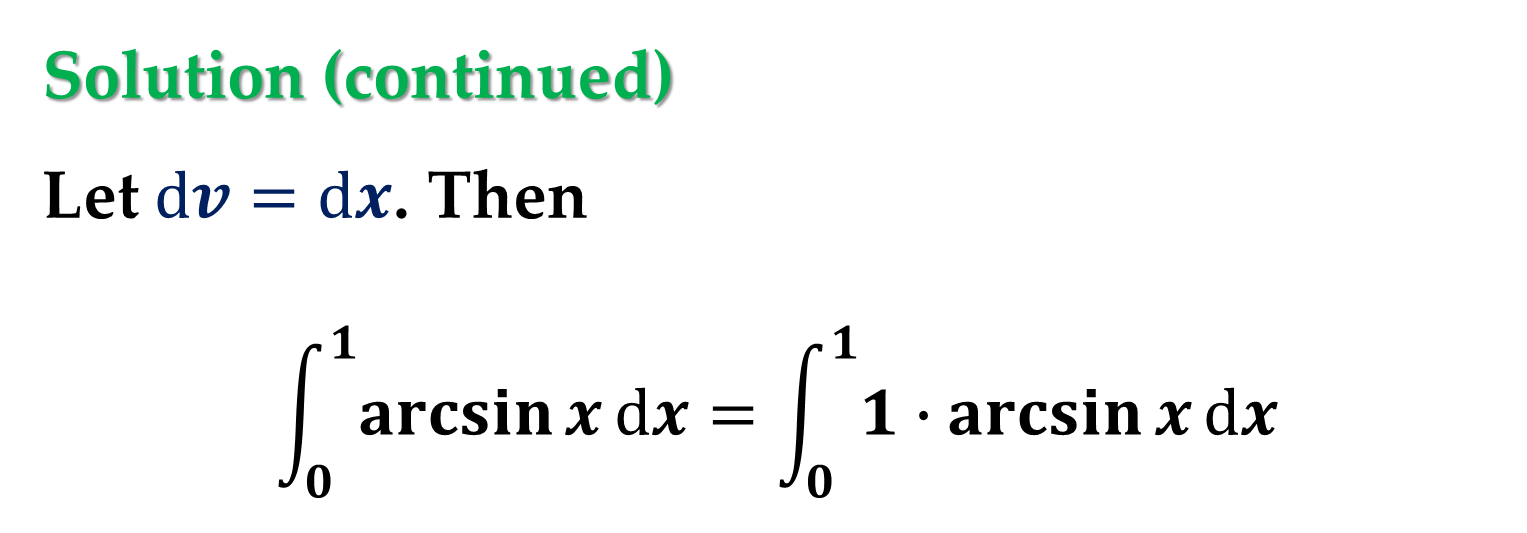 Solution (continued)
Let d𝒗 = d𝒙. Then
∫₀¹ arcsin 𝒙 d𝒙 = ∫₀¹ 1 · arcsin 𝒙 d𝒙